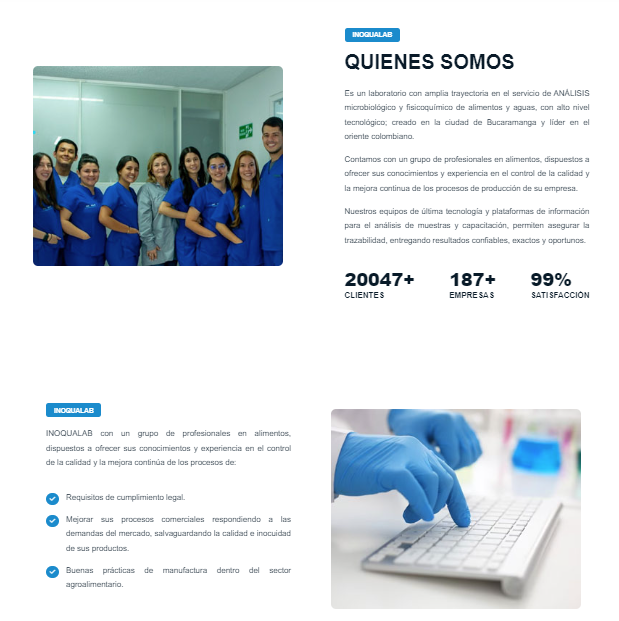 INOQUALAB
QUIENES SOMOS
Es un laboratorio con amplia trayectoria en el servicio de ANÁLISIS
microbiológico y fisicoquímico de alimentos y aguas, con alto nivel
tecnológico; creado en la ciudad de Bucaramanga y líder en el
oriente colombiano.
Contamos con un grupo de profesionales en alimentos, dispuestos a
ofrecer sus conocimientos y experiencia en el control de la calidad y
la mejora continua de los procesos de producción de su empresa.
Nuestros equipos de última tecnología y plataformas de información
para el análisis de muestras y capacitación, permiten asegurar la
trazabilidad, entregando resultados confiables, exactos y oportunos.
20047+ 187+ 99%
CLIENTES EMPRESAS SATISFACCIÓN
INOQUALAB
INOQUALAB con un grupo de profesionales en alimentos,
dispuestos a ofrecer sus conocimientos y experiencia en el control
de la calidad y la mejora continúa de los procesos de:
Requisitos de cumplimiento legal.
Mejorar sus procesos comerciales respondiendo a las
demandas del mercado, salvaguardando la calidad e inocuidad
de sus productos.
Buenas prácticas de manufactura dentro del sector
agroalimentario.